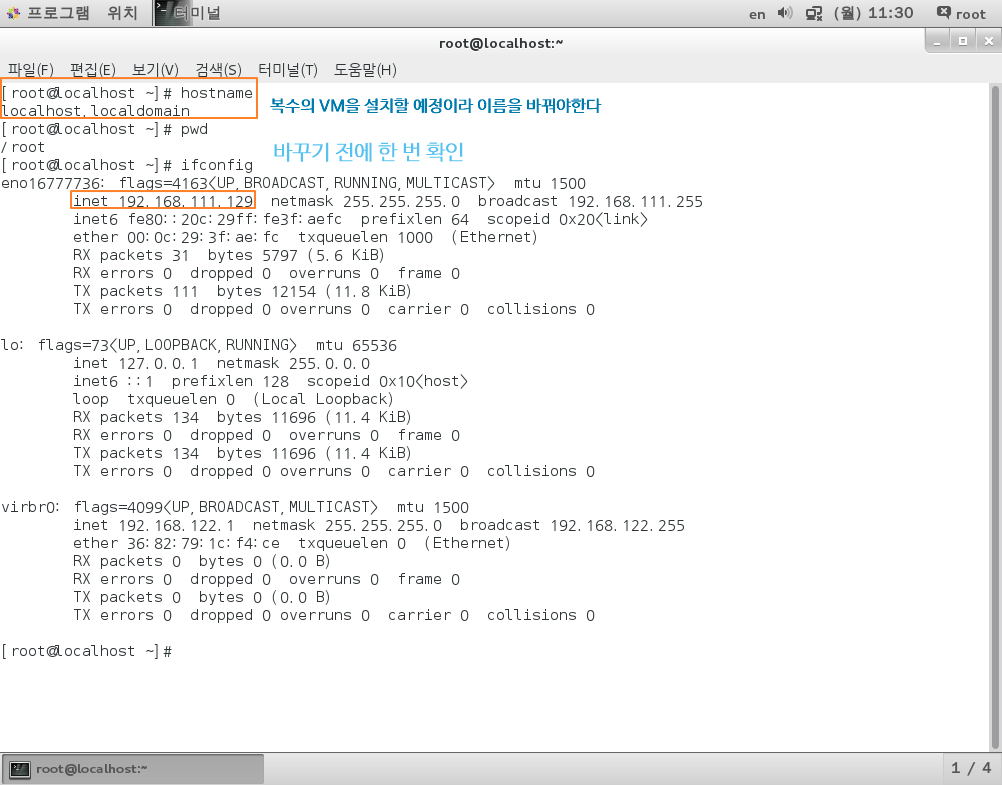 프로그램 위치 터미널 en (월) 11:30 root
root@localhost:~
파일(F) 편집(E) 보기(V) 검색(S) 터미널(T) 도움말(H)
[root@localhost ~]# hostname
localhost.localdomain
복수의 VM을 설치할 예정이라 이름을 바꿔야한다
[root@localhost ~]# pwd
/root
바꾸기 전에 한 번 확인
[root@localhost ~]# ifconfig
eno16777736: flags=4163<UP,BROADCAST,RUNNING,MULTICAST> mtu 1500
inet 192.168.111.129 netmask 255.255.255.0 broadcast 192.168.111.255
inet6 fe80::20c:29ff:fe3f:aefc prefixlen 64 scopeid 0x20<link>
ether 00:0c:29:3f:ae:fc txqueuelen 1000 (Ethernet)
RX packets 31 bytes 5797 (5.6 KiB)
RX errors 0 dropped 0 overruns 0 frame 0
TX packets 111 bytes 12154 (11.8 KiB)
TX errors 0 dropped 0 overruns 0 carrier 0 collisions 0
lo: flags=73<UP,LOOPBACK,RUNNING> mtu 65536
inet 127.0.0.1 netmask 255.0.0.0
inet6 ::1 prefixlen 128 scopeid 0x10<host>
loop txqueuelen 0 (Local Loopback)
RX packets 134 bytes 11696 (11.4 KiB)
RX errors 0 dropped 0 overruns 0 frame 0
TX packets 134 bytes 11696 (11.4 KiB)
TX errors 0 dropped 0 overruns 0 carrier 0 collisions 0
virbr0: flags=4099<UP,BROADCAST,MULTICAST> mtu 1500
inet 192.168.122.1 netmask 255.255.255.0 broadcast 192.168.122.255
ether 36:82:79:1c:f4:ce txqueuelen 0 (Ethernet)
RX packets 0 bytes 0 (0.0 B)
RX errors 0 dropped 0 overruns 0 frame 0
TX packets 0 bytes 0 (0.0 B)
TX errors 0 dropped 0 overruns 0 carrier 0 collisions 0
[root@localhost ~]#
root@localhost:~ 1 / 4